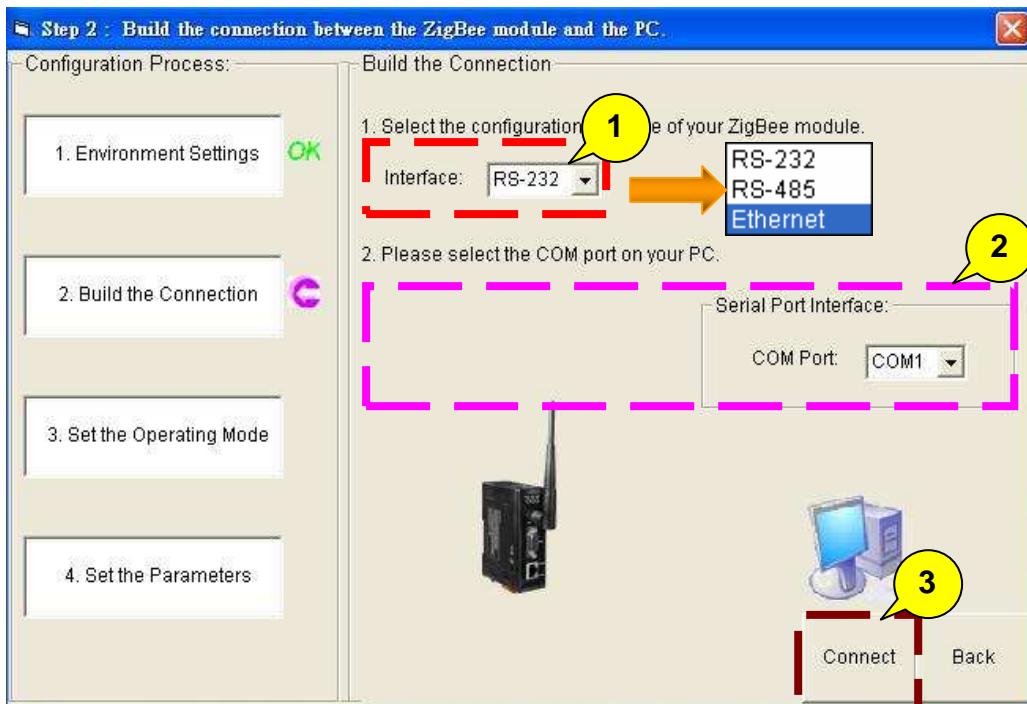 Step 2 : Build the connection between the ZigBee module and the PC.
Configuration Process:
1. Environment Settings
OK
2. Build the Connection
3. Set the Operating Mode
4. Set the Parameters
Build the Connection
1. Select the configuration e of your ZigBee module.
1
Interface:
RS-232
RS-232
RS-485
Ethernet
2. Please select the COM port on your PC.
2
Serial Port Interface:
COM Port:
COM1
3
Connect
Back